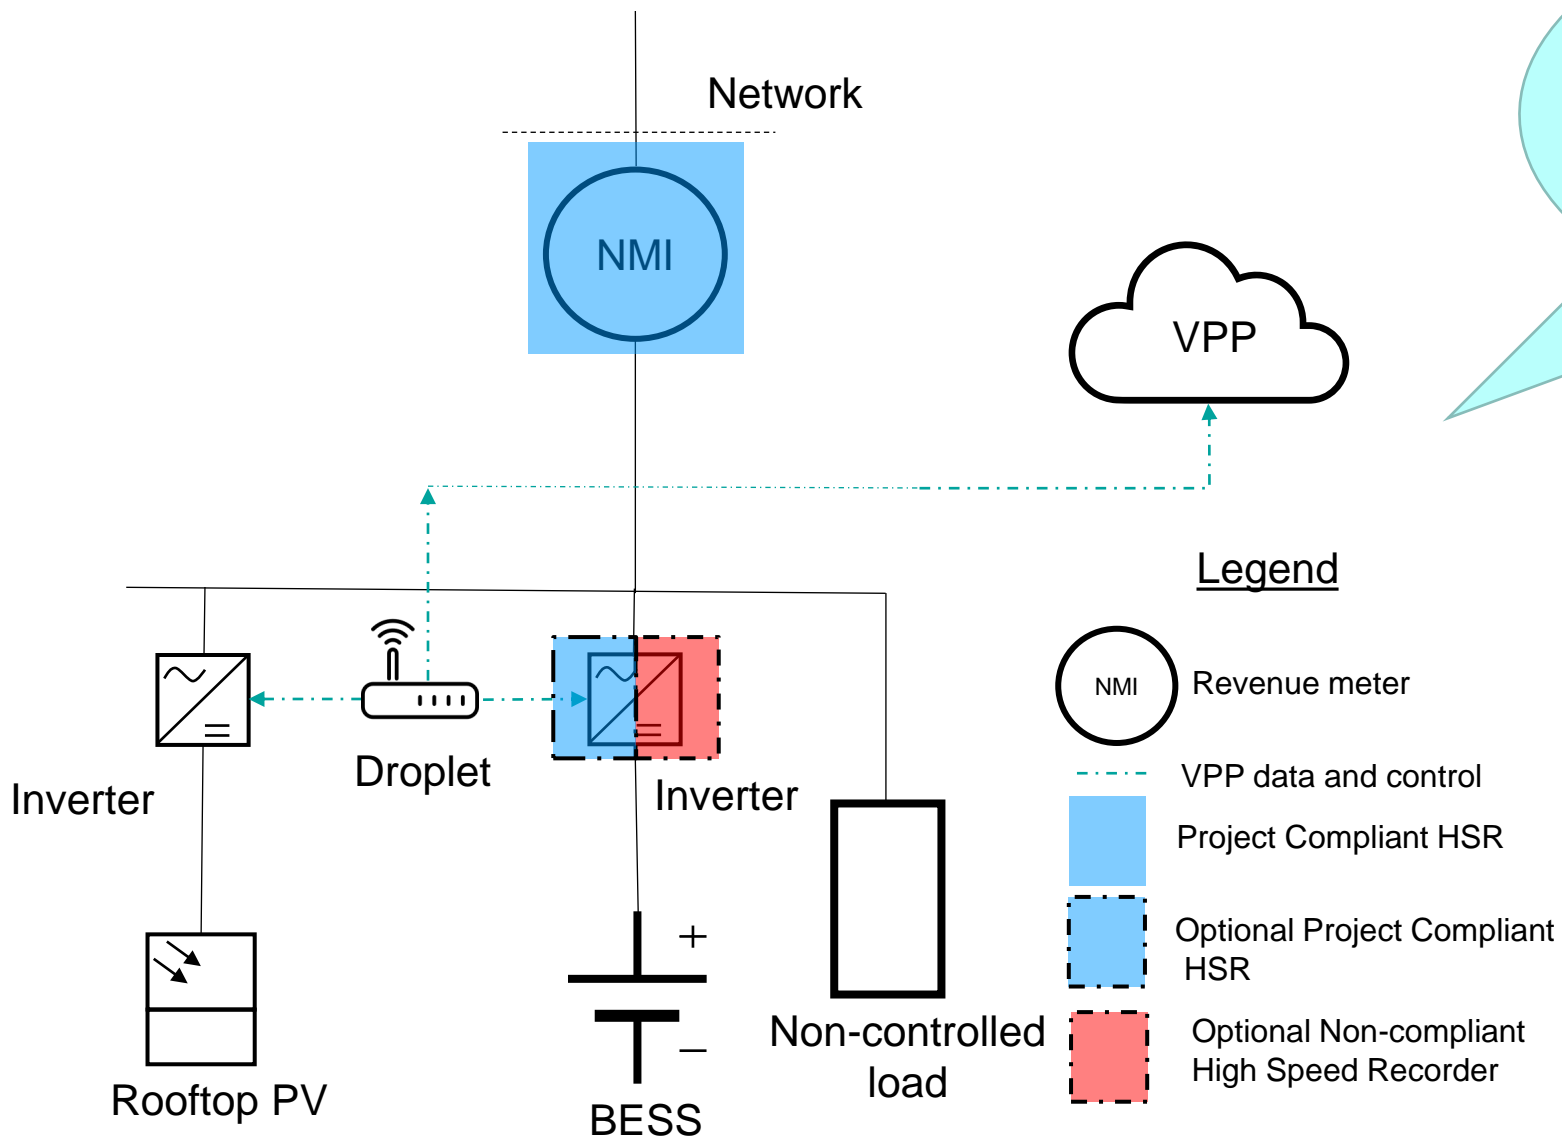 Network
NMI
VPP
Legend
NMI
Revenue meter
Droplet
Inverter
Inverter
VPP data and control
Project Compliant HSR
Optional Project Compliant
HSR
Non-controlled
load
Optional Non-compliant
High Speed Recorder
+
−
Rooftop PV
BESS